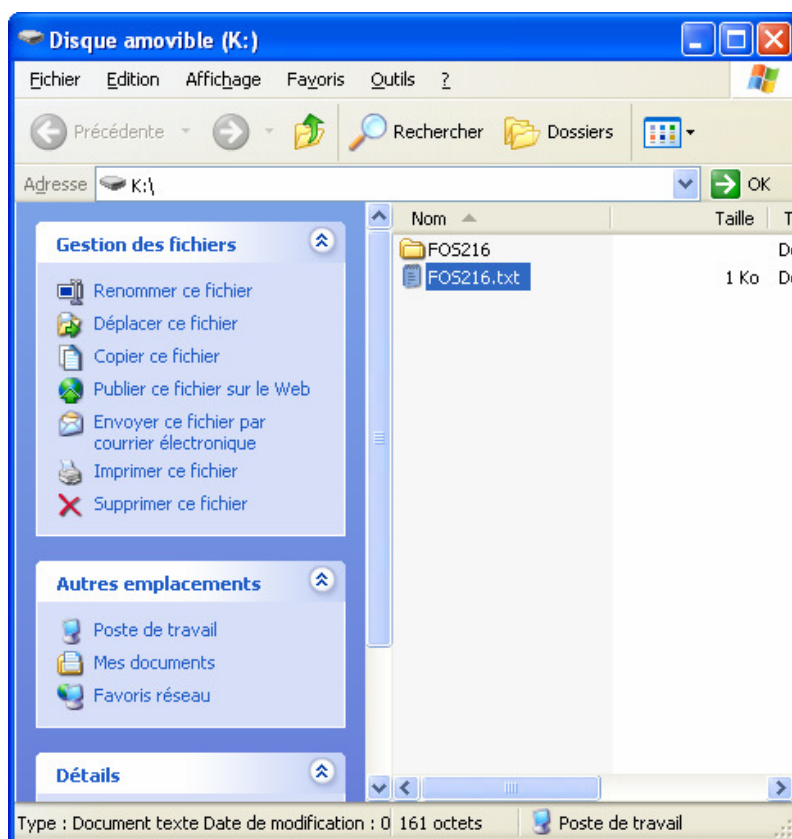 Disque amovible (K:)
Fichier Edition Affichage Favoris Outils ?
Précédente Rechercher Dossiers
Adresse K:\ OK
Nom Taille T
Gestion des fichiers
Renommer ce fichier
Déplacer ce fichier
Copier ce fichier
Publier ce fichier sur le Web
Envoyer ce fichier par
courrier électronique
Imprimer ce fichier
Supprimer ce fichier
Autres emplacements
Poste de travail
Mes documents
Favoris réseau
Détails
FOS216 Do
FOS216.txt 1 Ko Do
Type : Document texte Date de modification : 0 161 octets Poste de travail